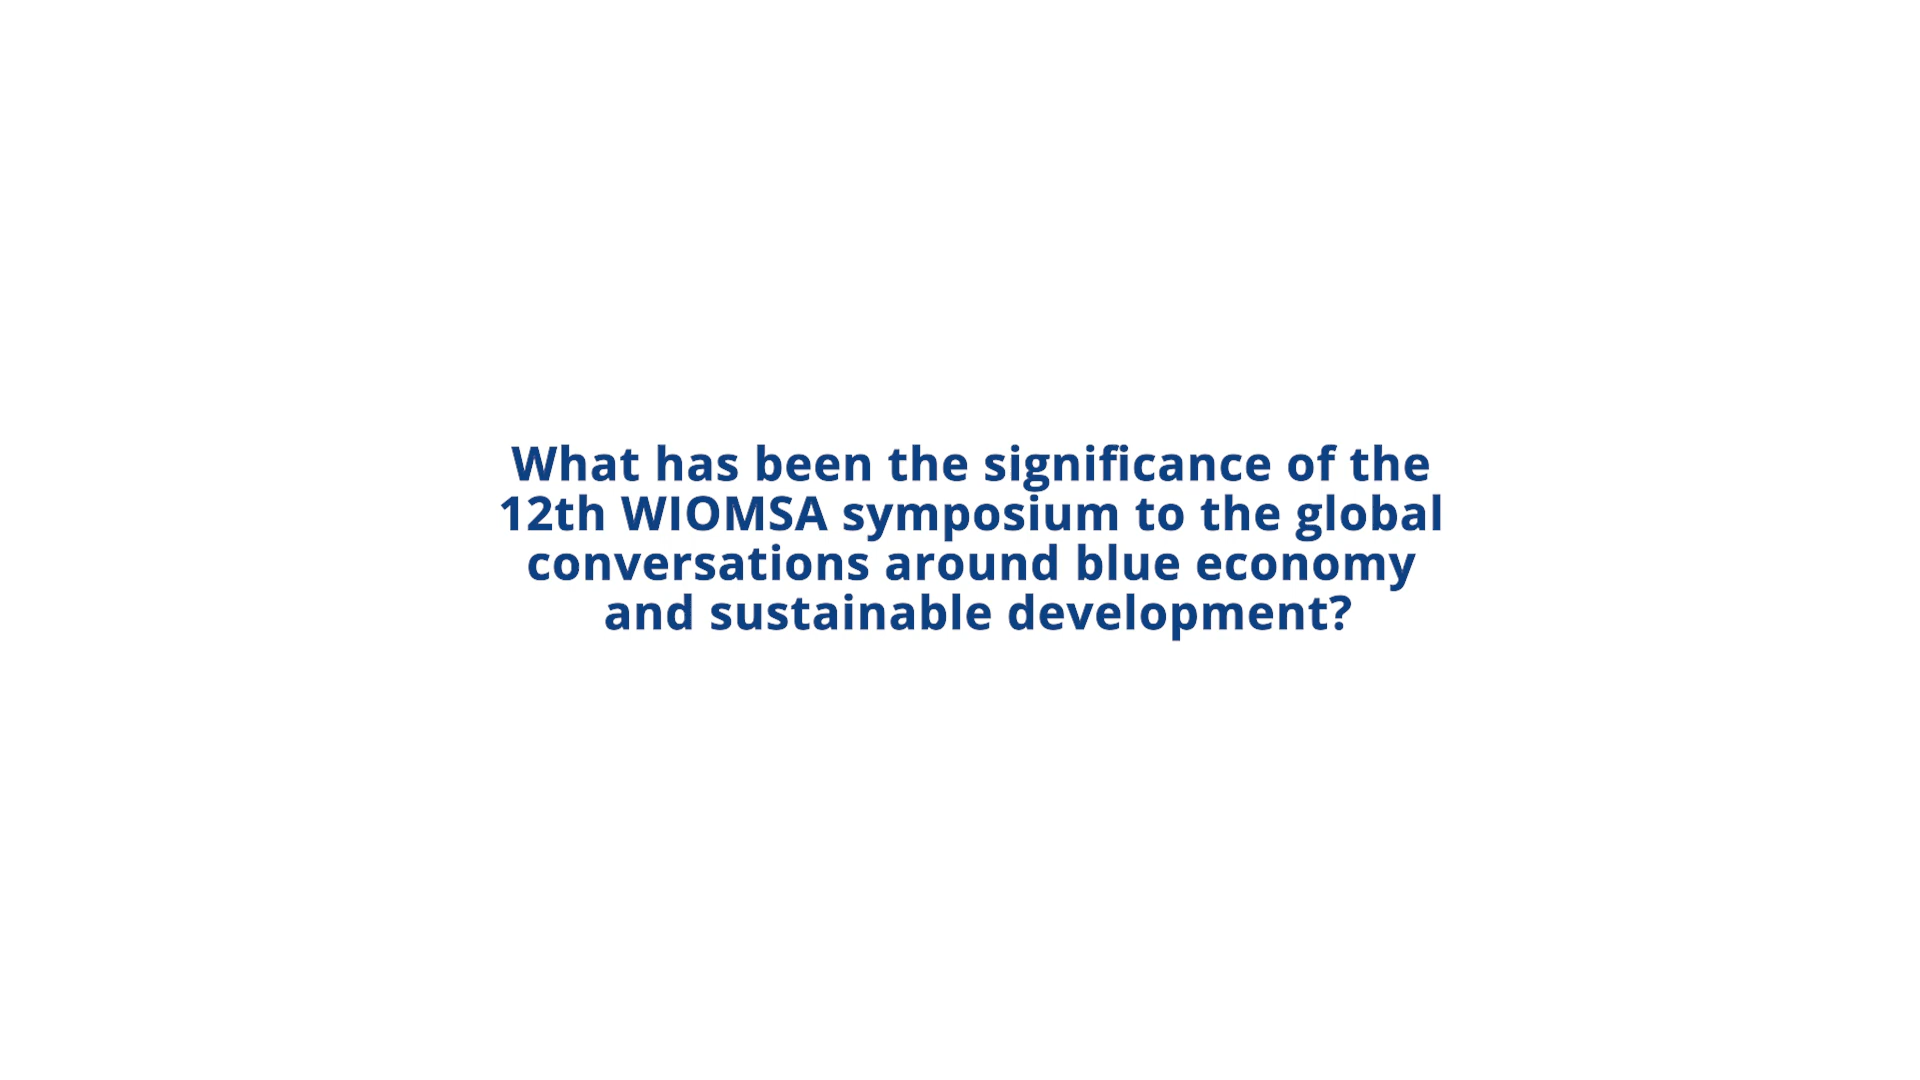 What has been the significance of the
12th WIOMSA symposium to the global
conversations around blue economy
and sustainable development?